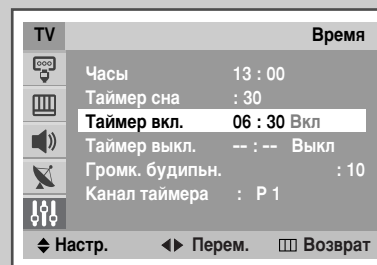 TV Время
Часы 13 : 00
Таймер сна : 30
Таймер вкл. 06 : 30 Вкл
Таймер выкл. -- : -- Выкл
Громк. будипьн. : 10
Канал таймера : P 1
Настр. Перем. Возврат